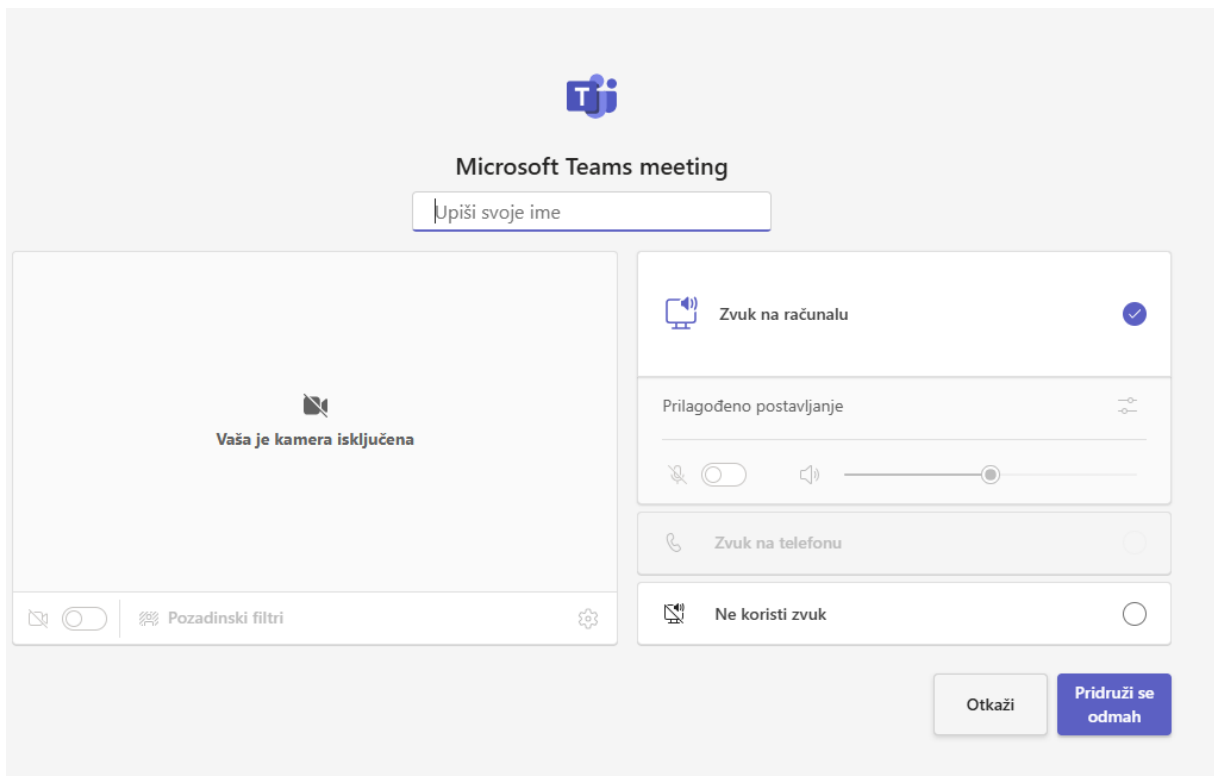 Microsoft Teams meeting
Upiši svoje ime
Vaša je kamera isključena
Pozadinski filtri
Zvuk na računalu
Prilagođeno postavljanje
Zvuk na telefonu
Ne koristi zvuk
Otkaži
Pridruži se
odmah